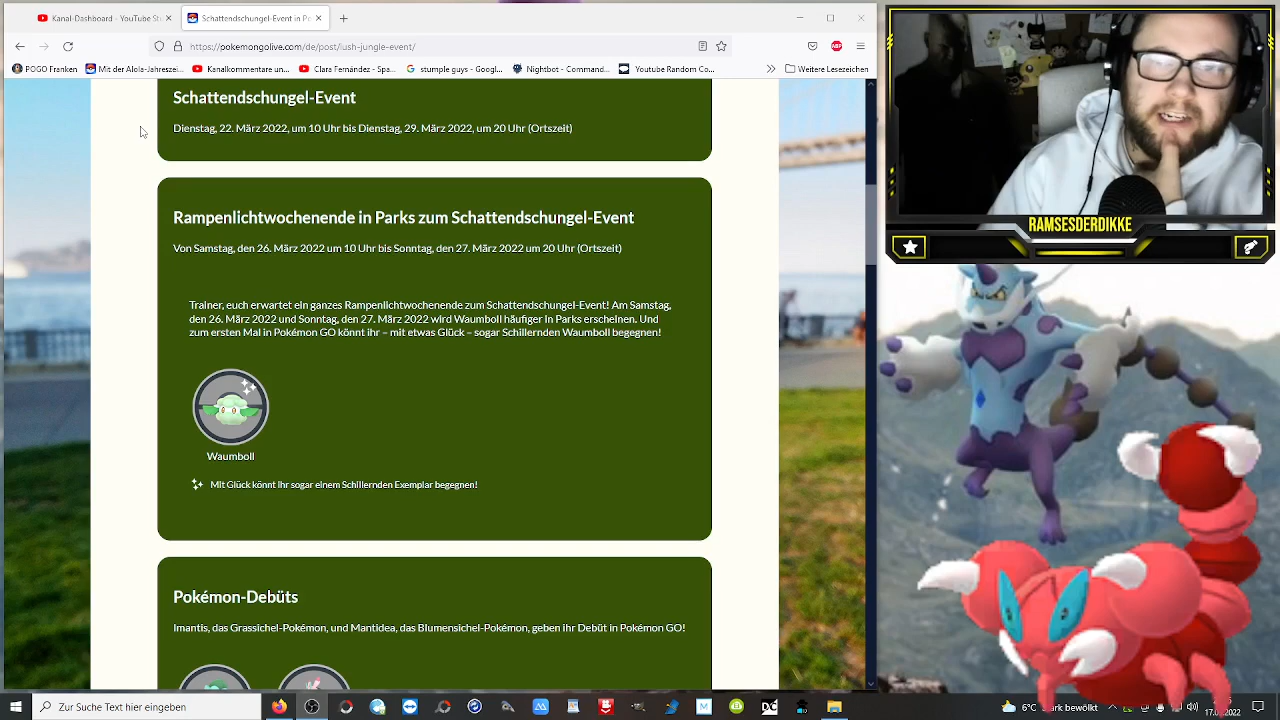 Kanal-Dashboard - YouTube St
Schattendschungel-Event in P
https://pokemongolive.com/de/post/lush-jungle-event/
POGO Franken
Mit der Alola-Jahreszei...
Kanalkommentare un...
Clara Fernández - Spa...
stumple guys - Googl...
Nightbot - Command...
Youtube Random Co...
Weitere Lesezeichen
Schattendschungel-Event
Dienstag, 22. März 2022, um 10 Uhr bis Dienstag, 29. März 2022, um 20 Uhr (Ortszeit)
Rampenlichtwochenende in Parks zum Schattendschungel-Event
Von Samstag, den 26. März 2022 um 10 Uhr bis Sonntag, den 27. März 2022 um 20 Uhr (Ortszeit)
Trainer, euch erwartet ein ganzes Rampenlichtwochenende zum Schattendschungel-Event! Am Samstag,
den 26. März 2022 und Sonntag, den 27. März 2022 wird Waumboll häufiger in Parks erscheinen. Und
zum ersten Mal in Pokémon GO könnt ihr – mit etwas Glück – sogar Schillernden Waumboll begegnen!
Waumboll
Mit Glück könnt ihr sogar einem Schillernden Exemplar begegnen!
Pokémon-Debüts
Imantis, das Grassichel-Pokémon, und Mantidea, das Blumensichel-Pokémon, geben ihr Debüt in Pokémon GO!
RAMSESDERDIKKE
Zur Suche Text hier eingeben